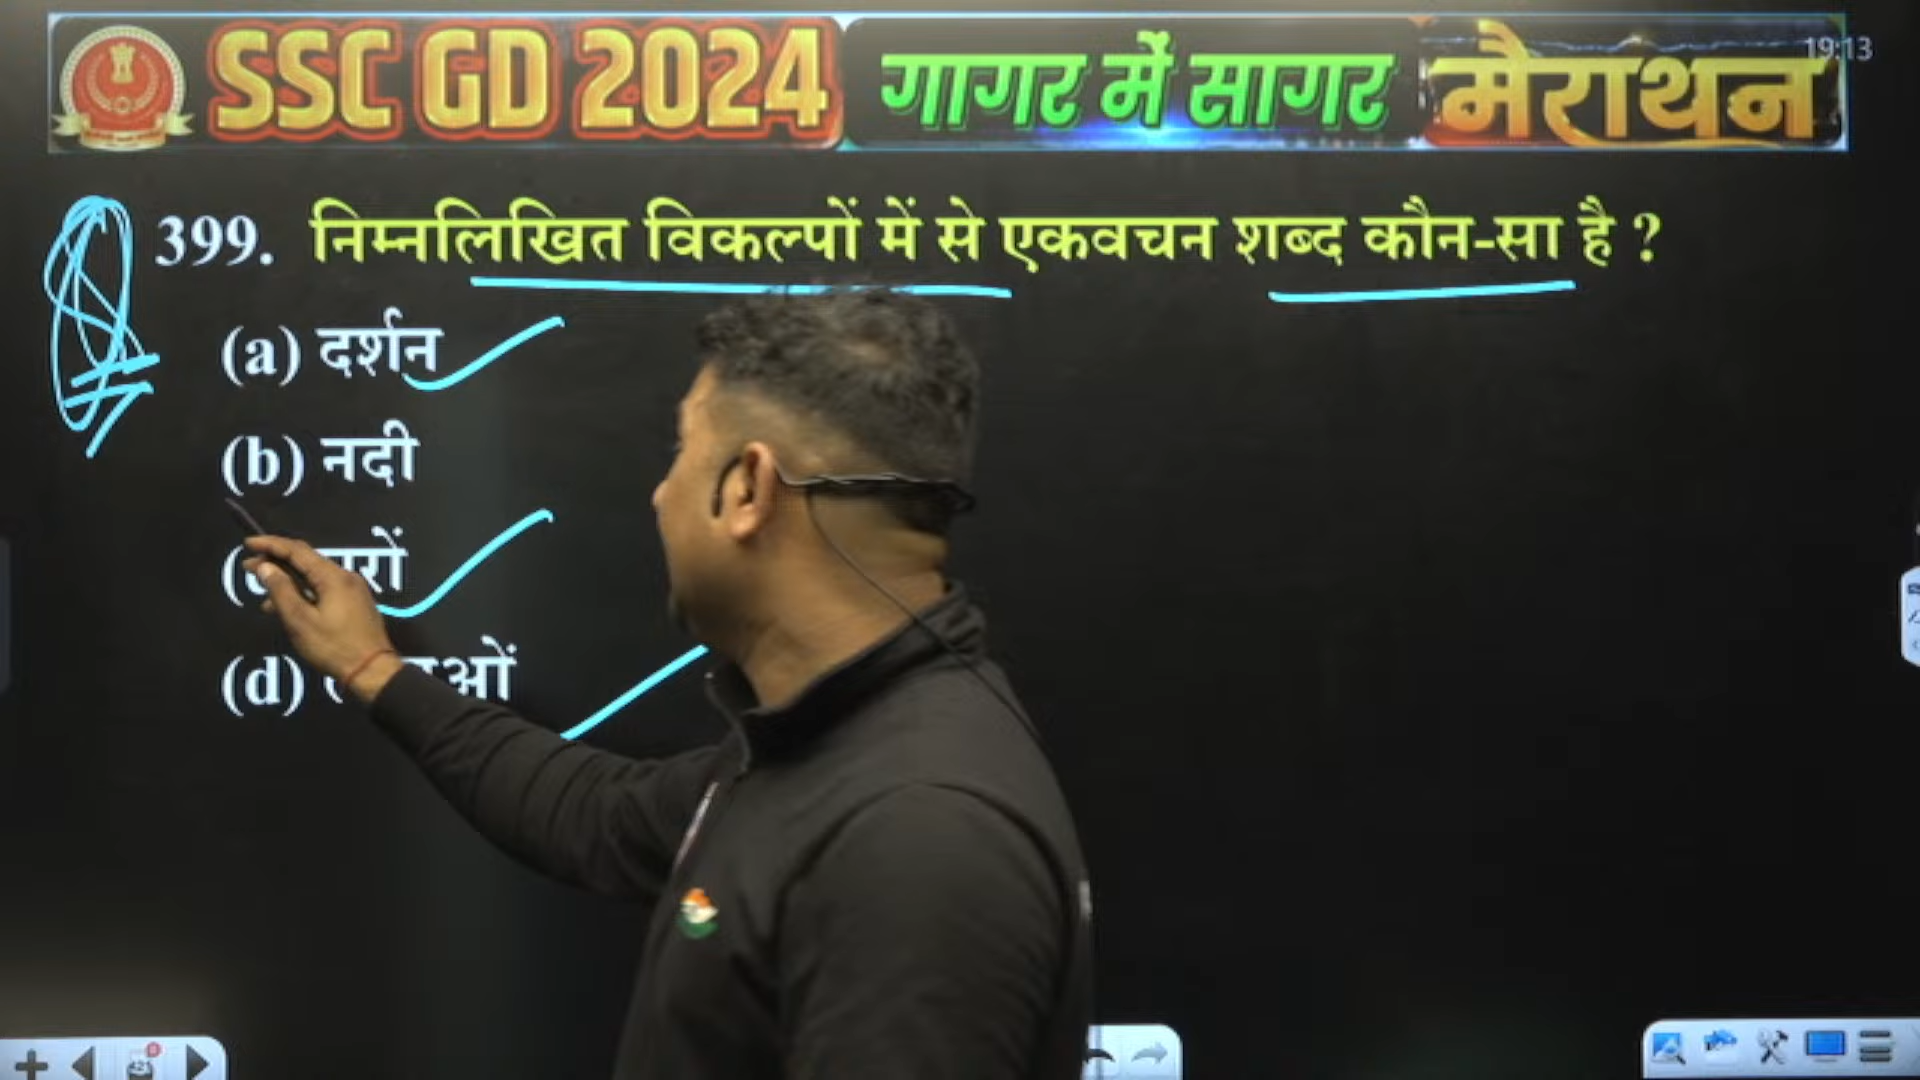 SSC GD 2024 गागर में सागर मैराथन
19:13
399. निम्नलिखित विकल्पों में से एकवचन शब्द कौन-सा है ?
(a) दर्शन
(b) नदी
(d)